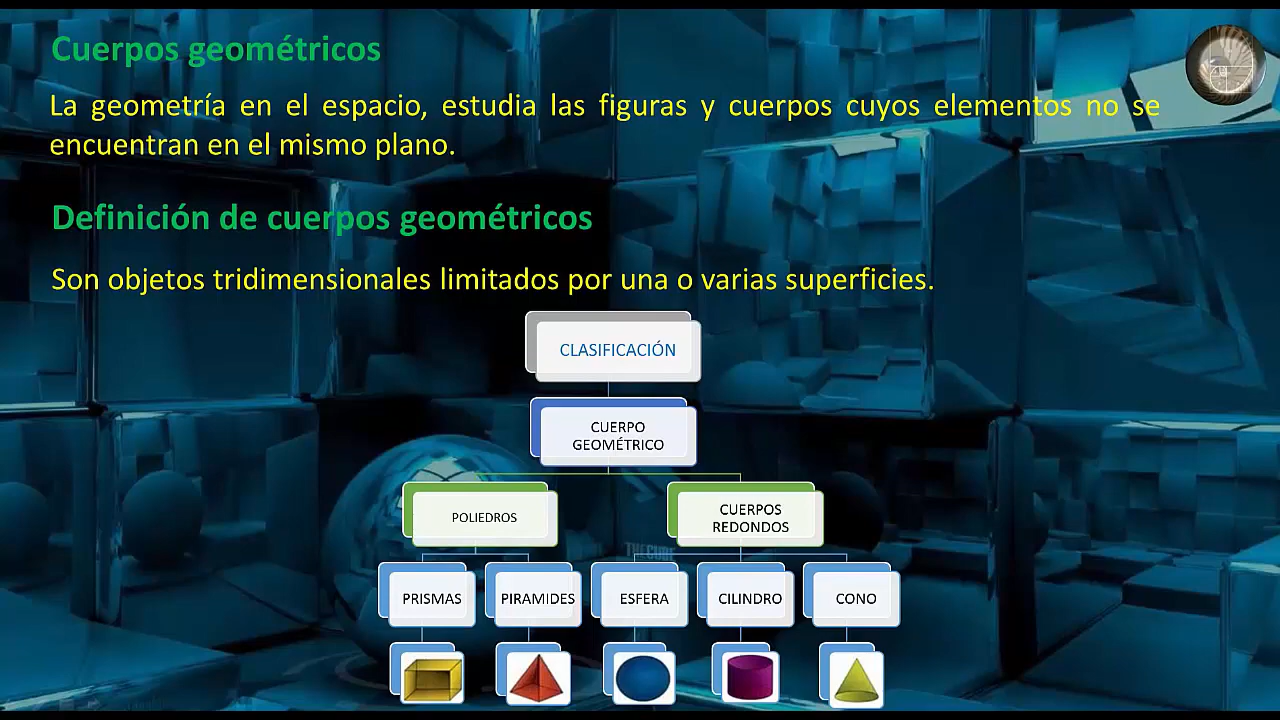 Cuerpos geométricos
La geometría en el espacio, estudia las figuras y cuerpos cuyos elementos no se
encuentran en el mismo plano.
Definición de cuerpos geométricos
Son objetos tridimensionales limitados por una o varias superficies.
CLASIFICACIÓN
CUERPO
GEOMÉTRICO
POLIEDROS
CUERPOS
REDONDOS
THE CUBE
PRISMAS
PIRAMIDES
ESFERA
CILINDRO
CONO